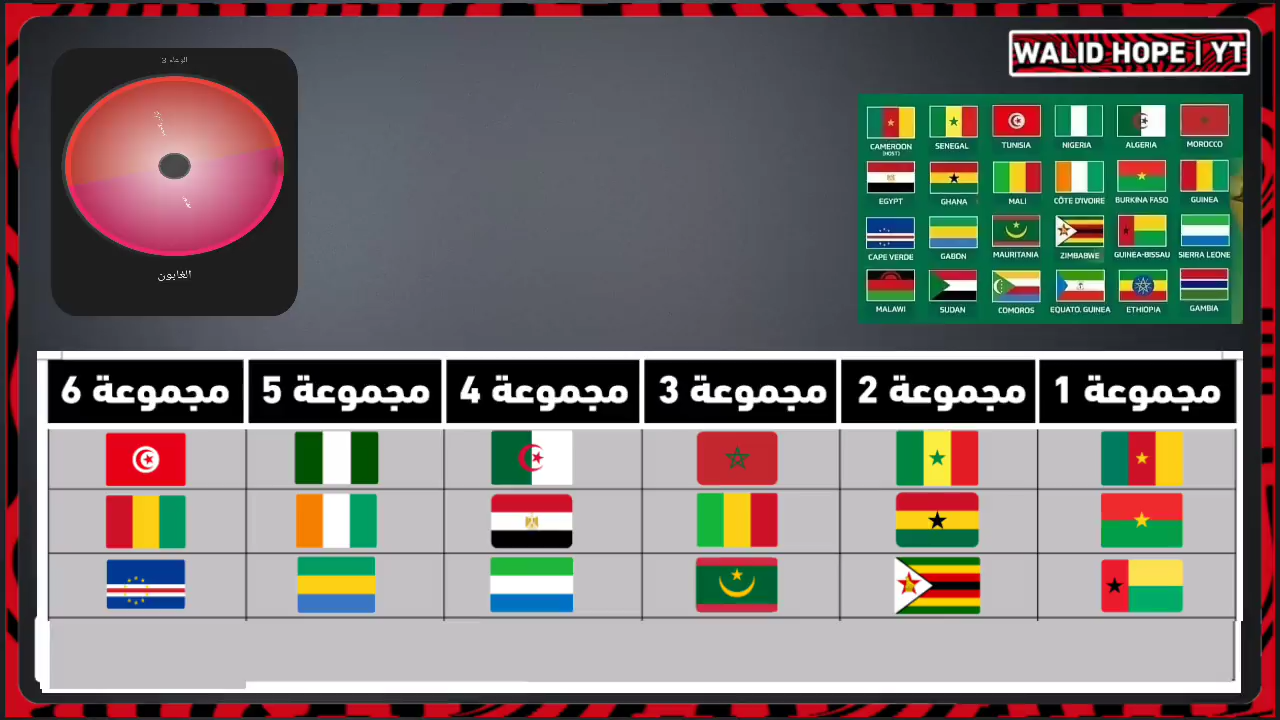 الوعاء 3
الغابون
WALID HOPE | YT
CAMEROON SENEGAL TUNISIA NIGERIA ALGERIA MOROCCO
(HOST)
EGYPT GHANA MALI CÔTE D'IVOIRE BURKINA FASO GUINEA
CAPE VERDE GABON MAURITANIA ZIMBABWE GUINEA-BISSAU SIERRA LEONE
MALAWI SUDAN COMOROS EQUATO. GUINEA ETHIOPIA GAMBIA
مجموعة 1 مجموعة 2 مجموعة 3 مجموعة 4 مجموعة 5 مجموعة 6